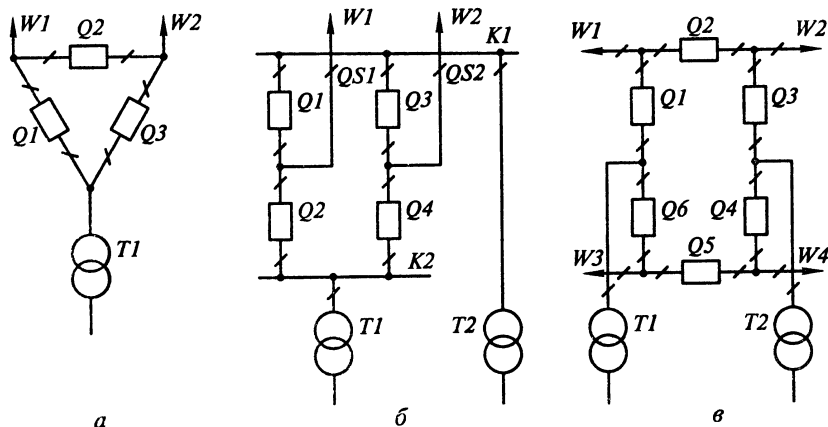 W1 Q2 W2
Q1 Q3
T1
а
W1 W2 K1
Q1 QS1 Q3 QS2
Q2 Q4
K2
T1 T2
б
W1 Q2 W2
Q1 Q3
Q6 Q4
W3 Q5 W4
T1 T2
в